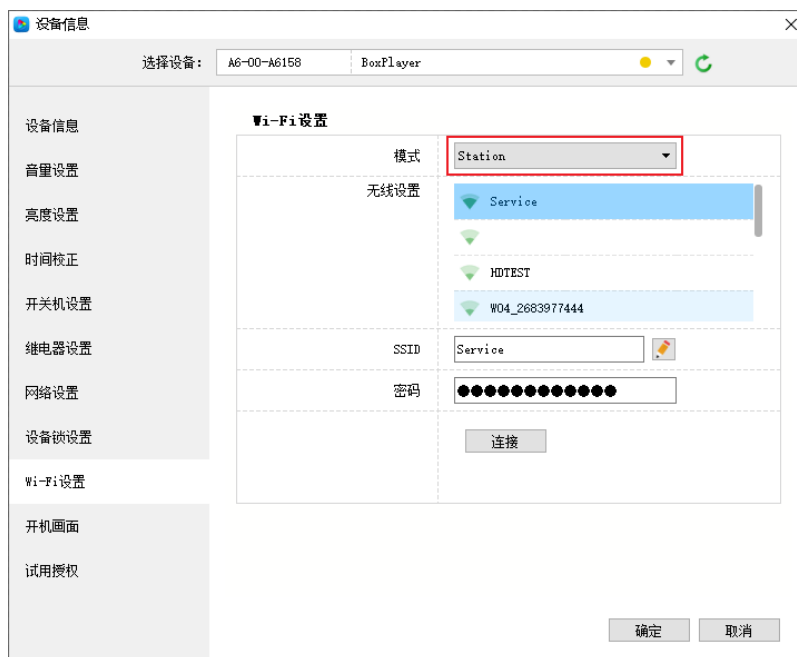 设备信息
选择设备: A6-00-A6158 BoxPlayer
设备信息
音量设置
亮度设置
时间校正
开关机设置
继电器设置
网络设置
设备锁设置
Wi-Fi设置
开机画面
试用授权
Wi-Fi设置
模式 Station
无线设置
Service
HDTEST
W04_2683977444
SSID Service
密码 ●●●●●●●●●●●●
连接
确定 取消